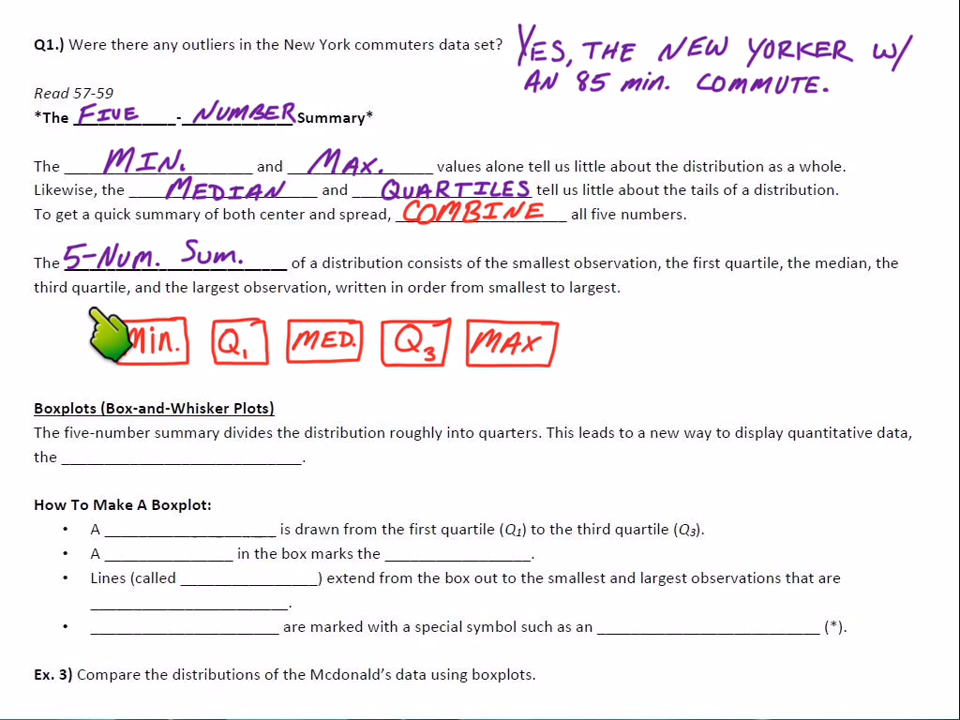 Q1.) Were there any outliers in the New York commuters data set? YES, THE NEW YORKER W/
AN 85 min. COMMUTE.
Read 57-59
*The FIVE - NUMBER Summary*
The MIN. and MAX. values alone tell us little about the distribution as a whole.
Likewise, the MEDIAN and QUARTILES tell us little about the tails of a distribution.
To get a quick summary of both center and spread, COMBINE all five numbers.
The 5-NUM. SUM. of a distribution consists of the smallest observation, the first quartile, the median, the
third quartile, and the largest observation, written in order from smallest to largest.
Min. Q1 MED. Q3 MAX
Boxplots (Box-and-Whisker Plots)
The five-number summary divides the distribution roughly into quarters. This leads to a new way to display quantitative data,
the ____________________________.
How To Make A Boxplot:
• A ____________________ is drawn from the first quartile (Q1) to the third quartile (Q3).
• A _______________ in the box marks the _________________.
• Lines (called ________________) extend from the box out to the smallest and largest observations that are
_______________________.
• ______________________ are marked with a special symbol such as an __________________________ (*).
Ex. 3) Compare the distributions of the Mcdonald's data using boxplots.